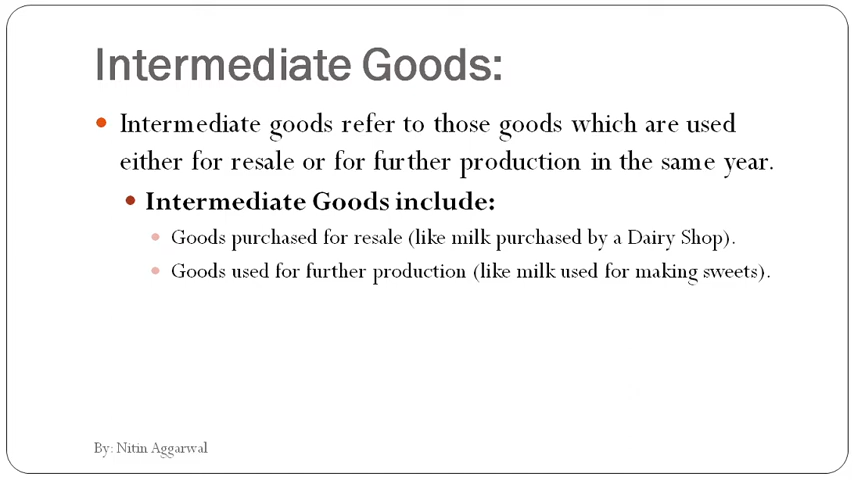 Intermediate Goods:
Intermediate goods refer to those goods which are used
either for resale or for further production in the same year.
Intermediate Goods include:
Goods purchased for resale (like milk purchased by a Dairy Shop).
Goods used for further production (like milk used for making sweets).
By: Nitin Aggarwal